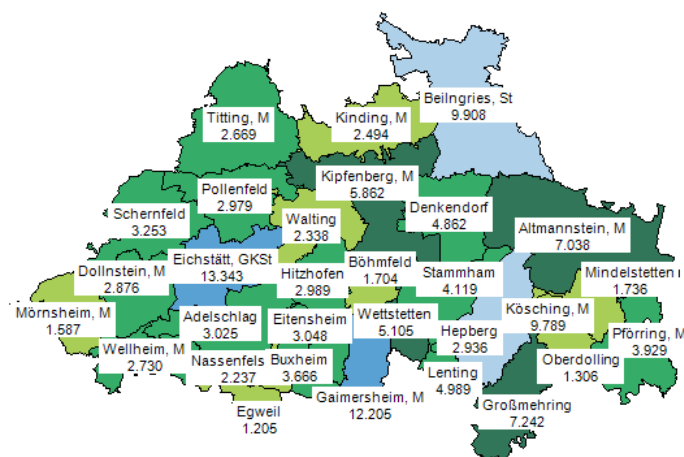 Beilngries, St
9.908
Titting, M
2.669
Kinding, M
2.494
Kipfenberg, M
5.862
Pollenfeld
2.979
Denkendorf
4.862
Schernfeld
3.253
Walting
2.338
Altmannstein, M
7.038
Eichstätt, GKSt
13.343
Hitzhofen
2.989
Böhmfeld
1.704
Stammham
4.119
Mindelstetten
1.736
Dollnstein, M
2.876
Mörnsheim, M
1.587
Adelschlag
3.025
Eitensheim
3.048
Wettstetten
5.105
Hepberg
2.936
Kösching, M
9.789
Pförring, M
3.929
Wellheim, M
2.730
Nassenfels
2.237
Buxheim
3.666
Lenting
4.989
Oberdolling
1.306
Egweil
1.205
Gaimersheim, M
12.205
Großmehring
7.242